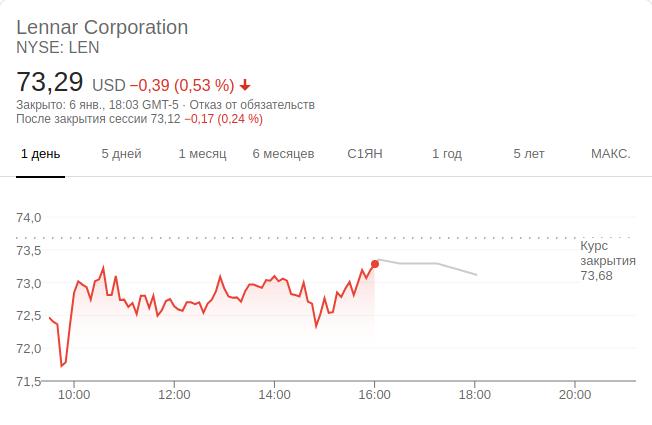 Lennar Corporation
NYSE: LEN
73,29 USD −0,39 (0,53 %)
Закрыто: 6 янв., 18:03 GMT-5 · Отказ от обязательств
После закрытия сессии 73,12 −0,17 (0,24 %)
1 день 5 дней 1 месяц 6 месяцев С1ЯН 1 год 5 лет МАКС.
74,0
73,5
73,0
72,5
72,0
71,5
Курс
закрытия
73,68
10:00 12:00 14:00 16:00 18:00 20:00